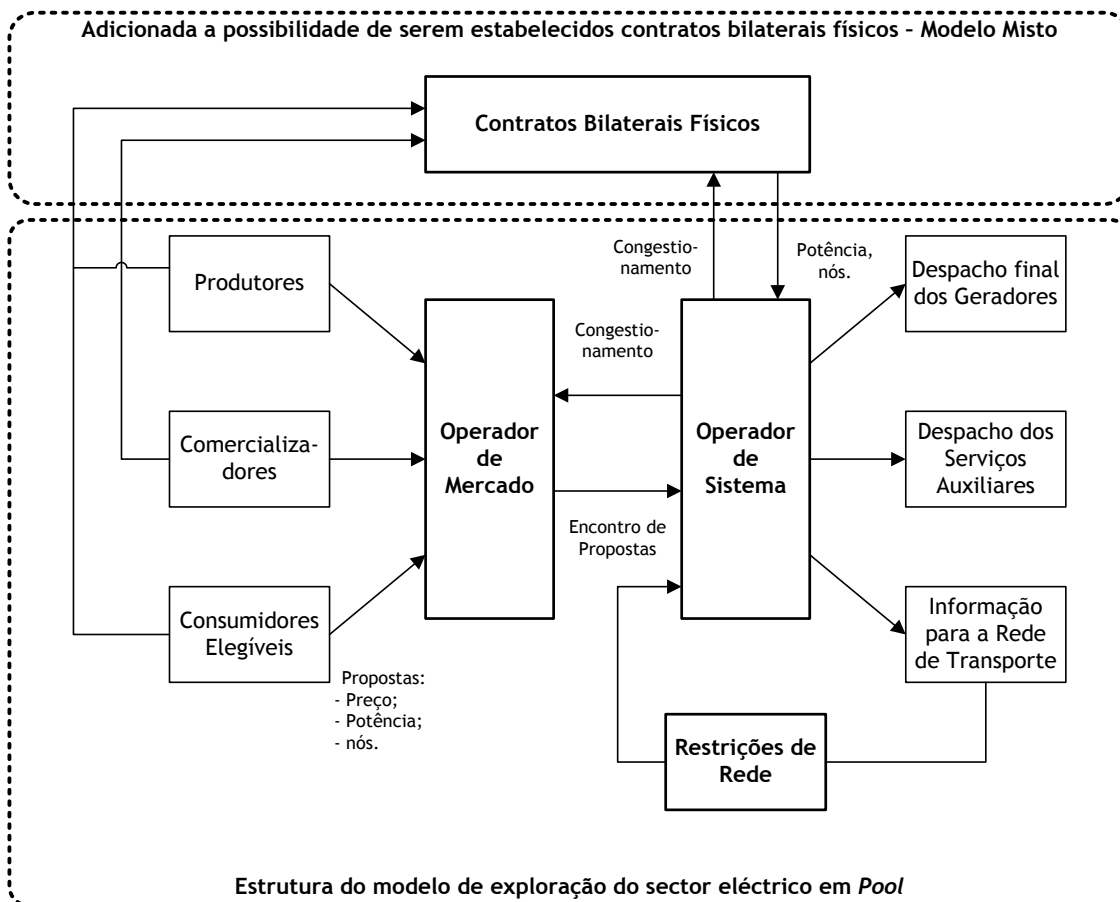 Adicionada a possibilidade de serem estabelecidos contratos bilaterais físicos – Modelo Misto
Contratos Bilaterais Físicos
Congestio-
namento
Potência,
nós.
Produtores
Despacho final
dos Geradores
Congestio-
namento
Comercializa-
dores
Operador
de
Mercado
Operador
de
Sistema
Despacho dos
Serviços
Auxiliares
Encontro de
Propostas
Consumidores
Elegíveis
Informação
para a Rede
de Transporte
Propostas:
- Preço;
- Potência;
- nós.
Restrições de
Rede
Estrutura do modelo de exploração do sector eléctrico em Pool